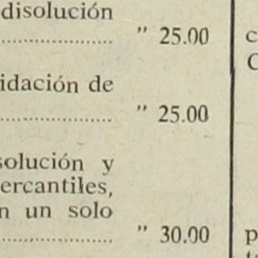 disolución
.................... " 25.00
idación de
.................... " 25.00
solución y
ercantiles,
n un solo
.................... " 30.00